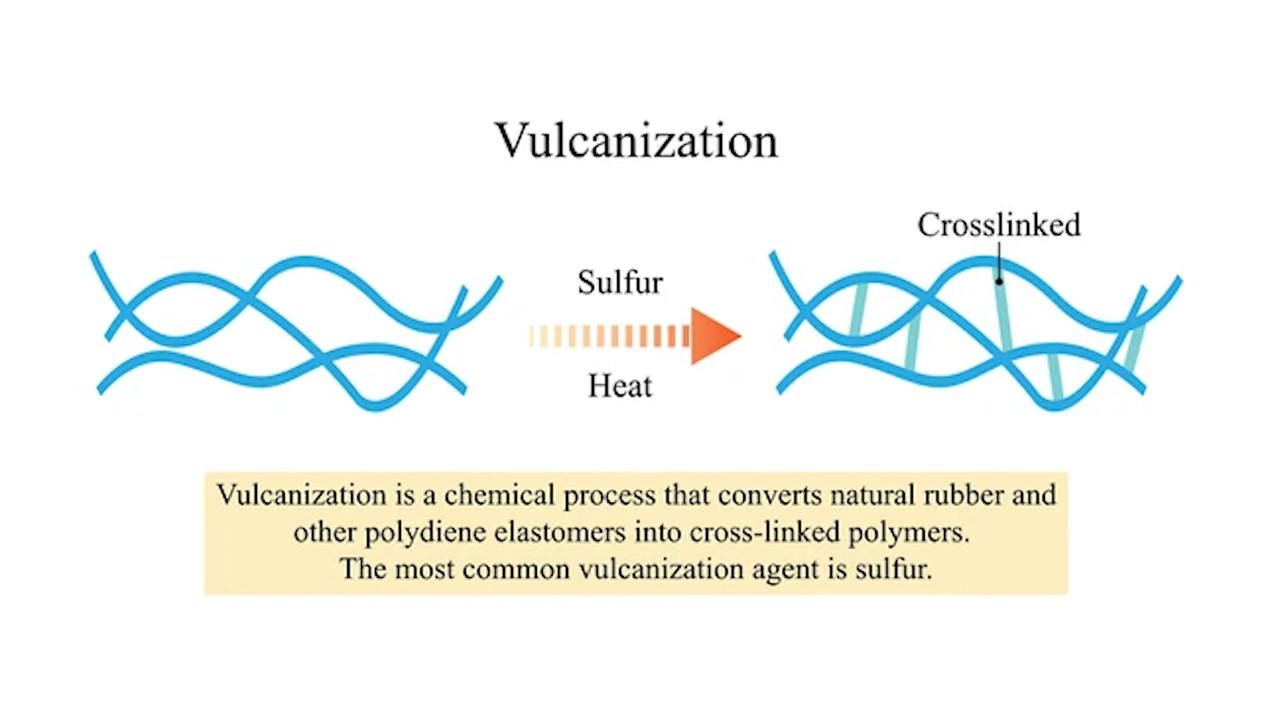 Vulcanization
Crosslinked
Sulfur
Heat
Vulcanization is a chemical process that converts natural rubber and
other polydiene elastomers into cross-linked polymers.
The most common vulcanization agent is sulfur.